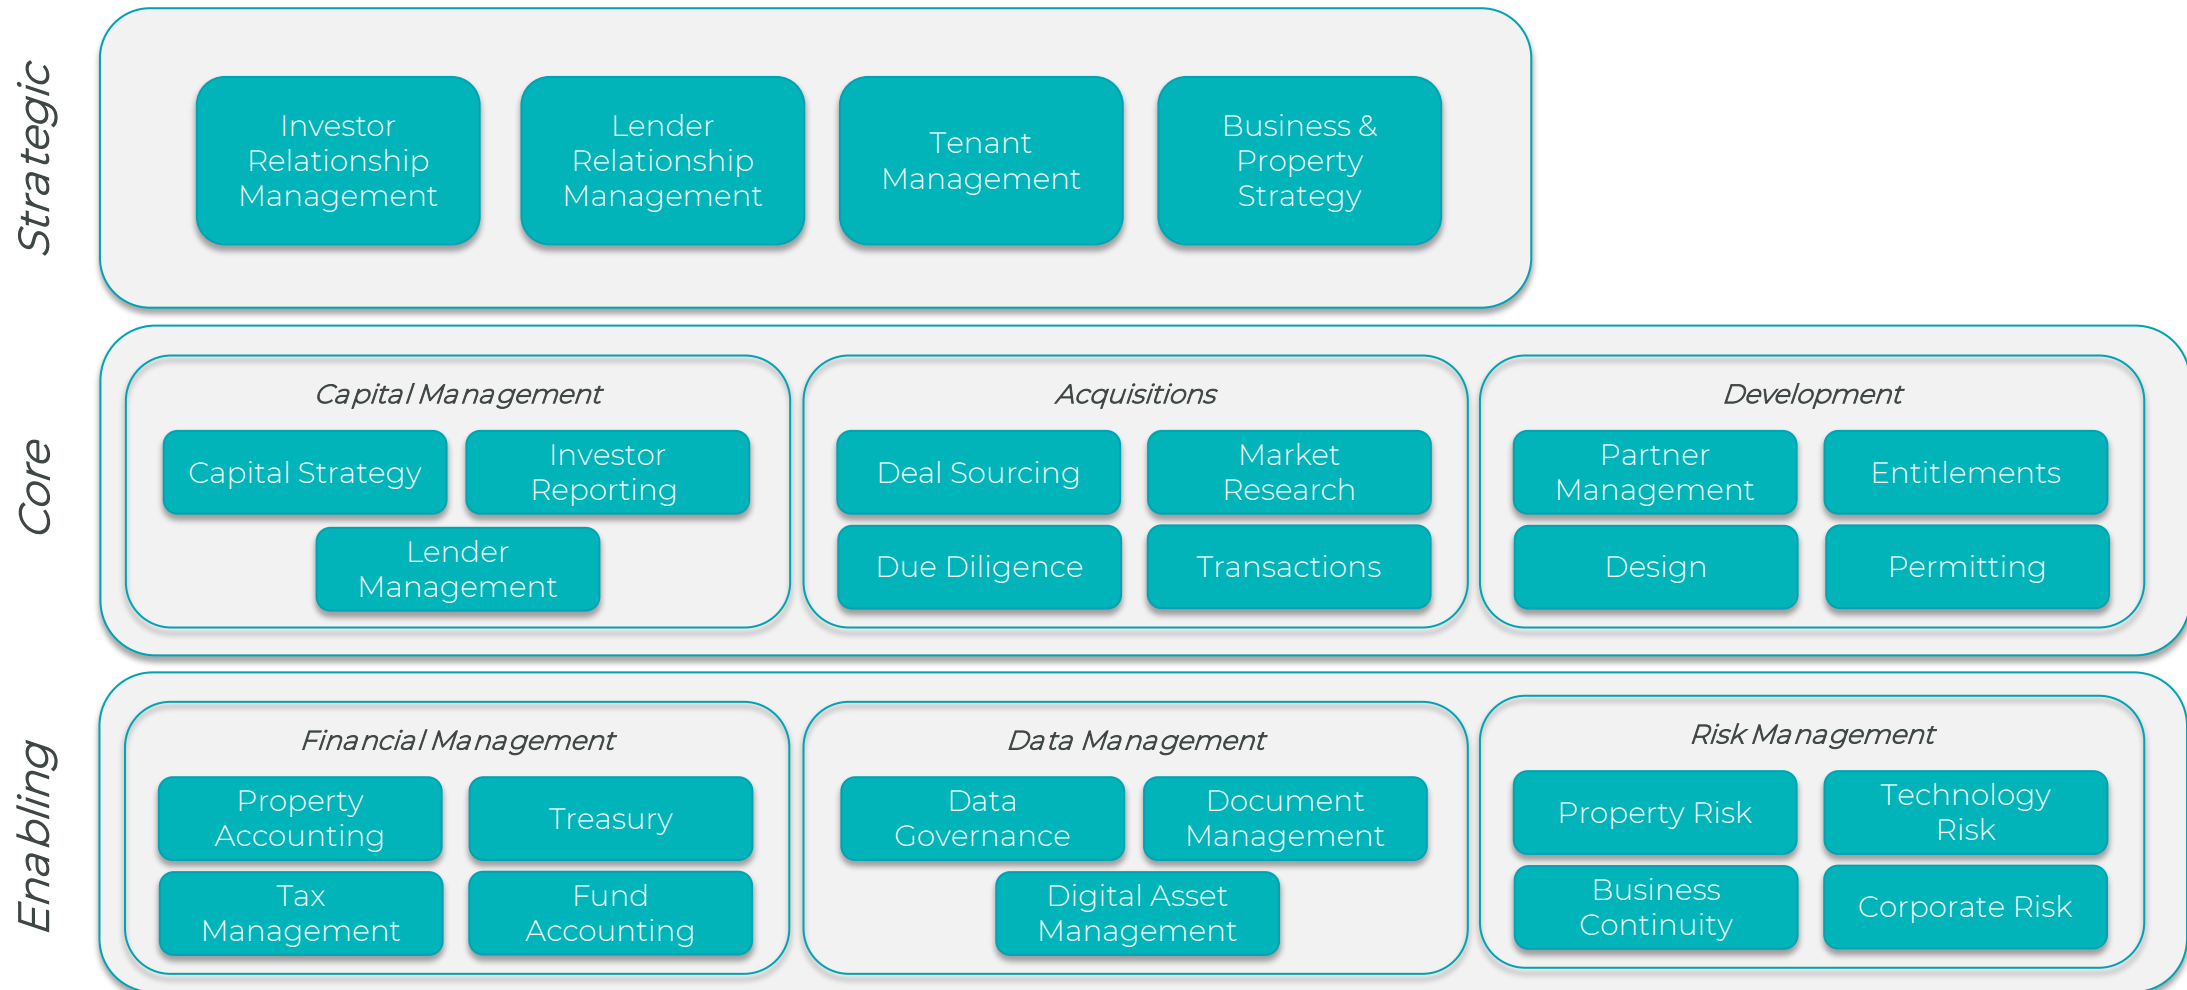 Strategic
Investor
Relationship
Management
Lender
Relationship
Management
Tenant
Management
Business &
Property
Strategy
Core
Capital Management
Capital Strategy
Investor
Reporting
Lender
Management
Acquisitions
Deal Sourcing
Market
Research
Due Diligence
Transactions
Development
Partner
Management
Entitlements
Design
Permitting
Enabling
Financial Management
Property
Accounting
Treasury
Tax
Management
Fund
Accounting
Data Management
Data
Governance
Document
Management
Digital Asset
Management
Risk Management
Property Risk
Technology
Risk
Business
Continuity
Corporate Risk